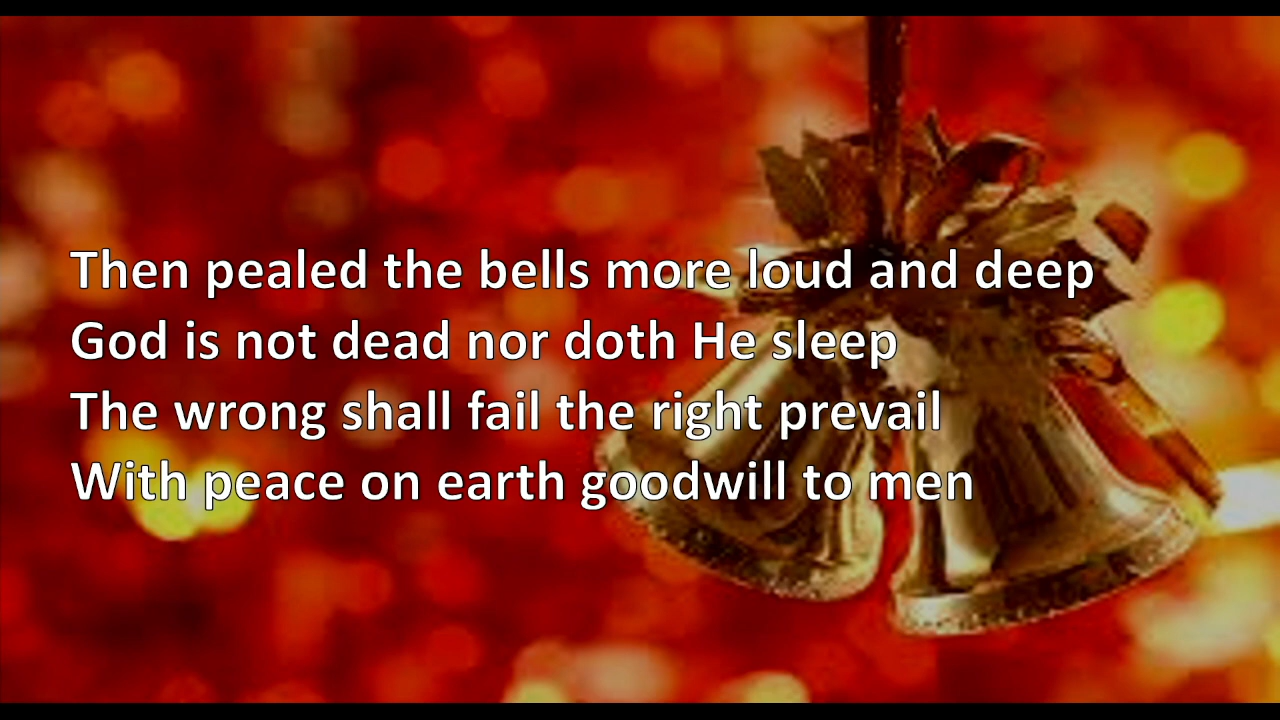 Then pealed the bells more loud and deep
God is not dead nor doth He sleep
The wrong shall fail the right prevail
With peace on earth goodwill to men